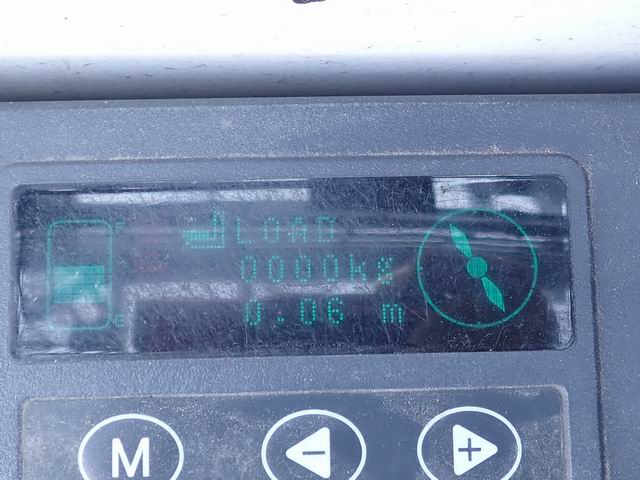 F
LOAD
0000kg
0:06 m
E
M
- +